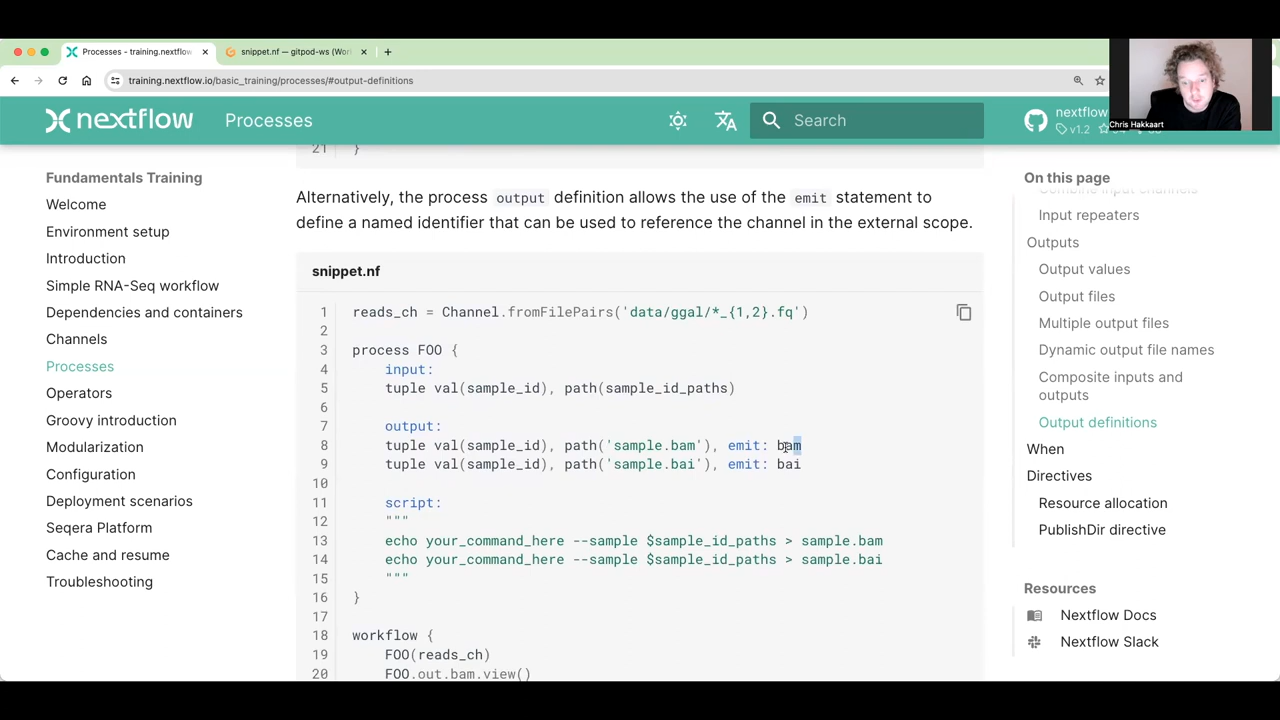 Processes - training.nextflow
snippet.nf — gitpod-ws (Wor
training.nextflow.io/basic_training/processes/#output-definitions
nextflow
Processes
Search
nextflow
v1.2
Chris Hakkaart
Fundamentals Training
Welcome
Environment setup
Introduction
Simple RNA-Seq workflow
Dependencies and containers
Channels
Processes
Operators
Groovy introduction
Modularization
Configuration
Deployment scenarios
Seqera Platform
Cache and resume
Troubleshooting
21 }
Alternatively, the process output definition allows the use of the emit statement to
define a named identifier that can be used to reference the channel in the external scope.
snippet.nf
1 reads_ch = Channel.fromFilePairs('data/ggal/*_{1,2}.fq')
2
3 process FOO {
4 input:
5 tuple val(sample_id), path(sample_id_paths)
6
7 output:
8 tuple val(sample_id), path('sample.bam'), emit: bam
9 tuple val(sample_id), path('sample.bai'), emit: bai
10
11 script:
12 """
13 echo your_command_here --sample $sample_id_paths > sample.bam
14 echo your_command_here --sample $sample_id_paths > sample.bai
15 """
16 }
17
18 workflow {
19 FOO(reads_ch)
20 FOO.out.bam.view()
On this page
Combine input channels
Input repeaters
Outputs
Output values
Output files
Multiple output files
Dynamic output file names
Composite inputs and
outputs
Output definitions
When
Directives
Resource allocation
PublishDir directive
Resources
Nextflow Docs
Nextflow Slack